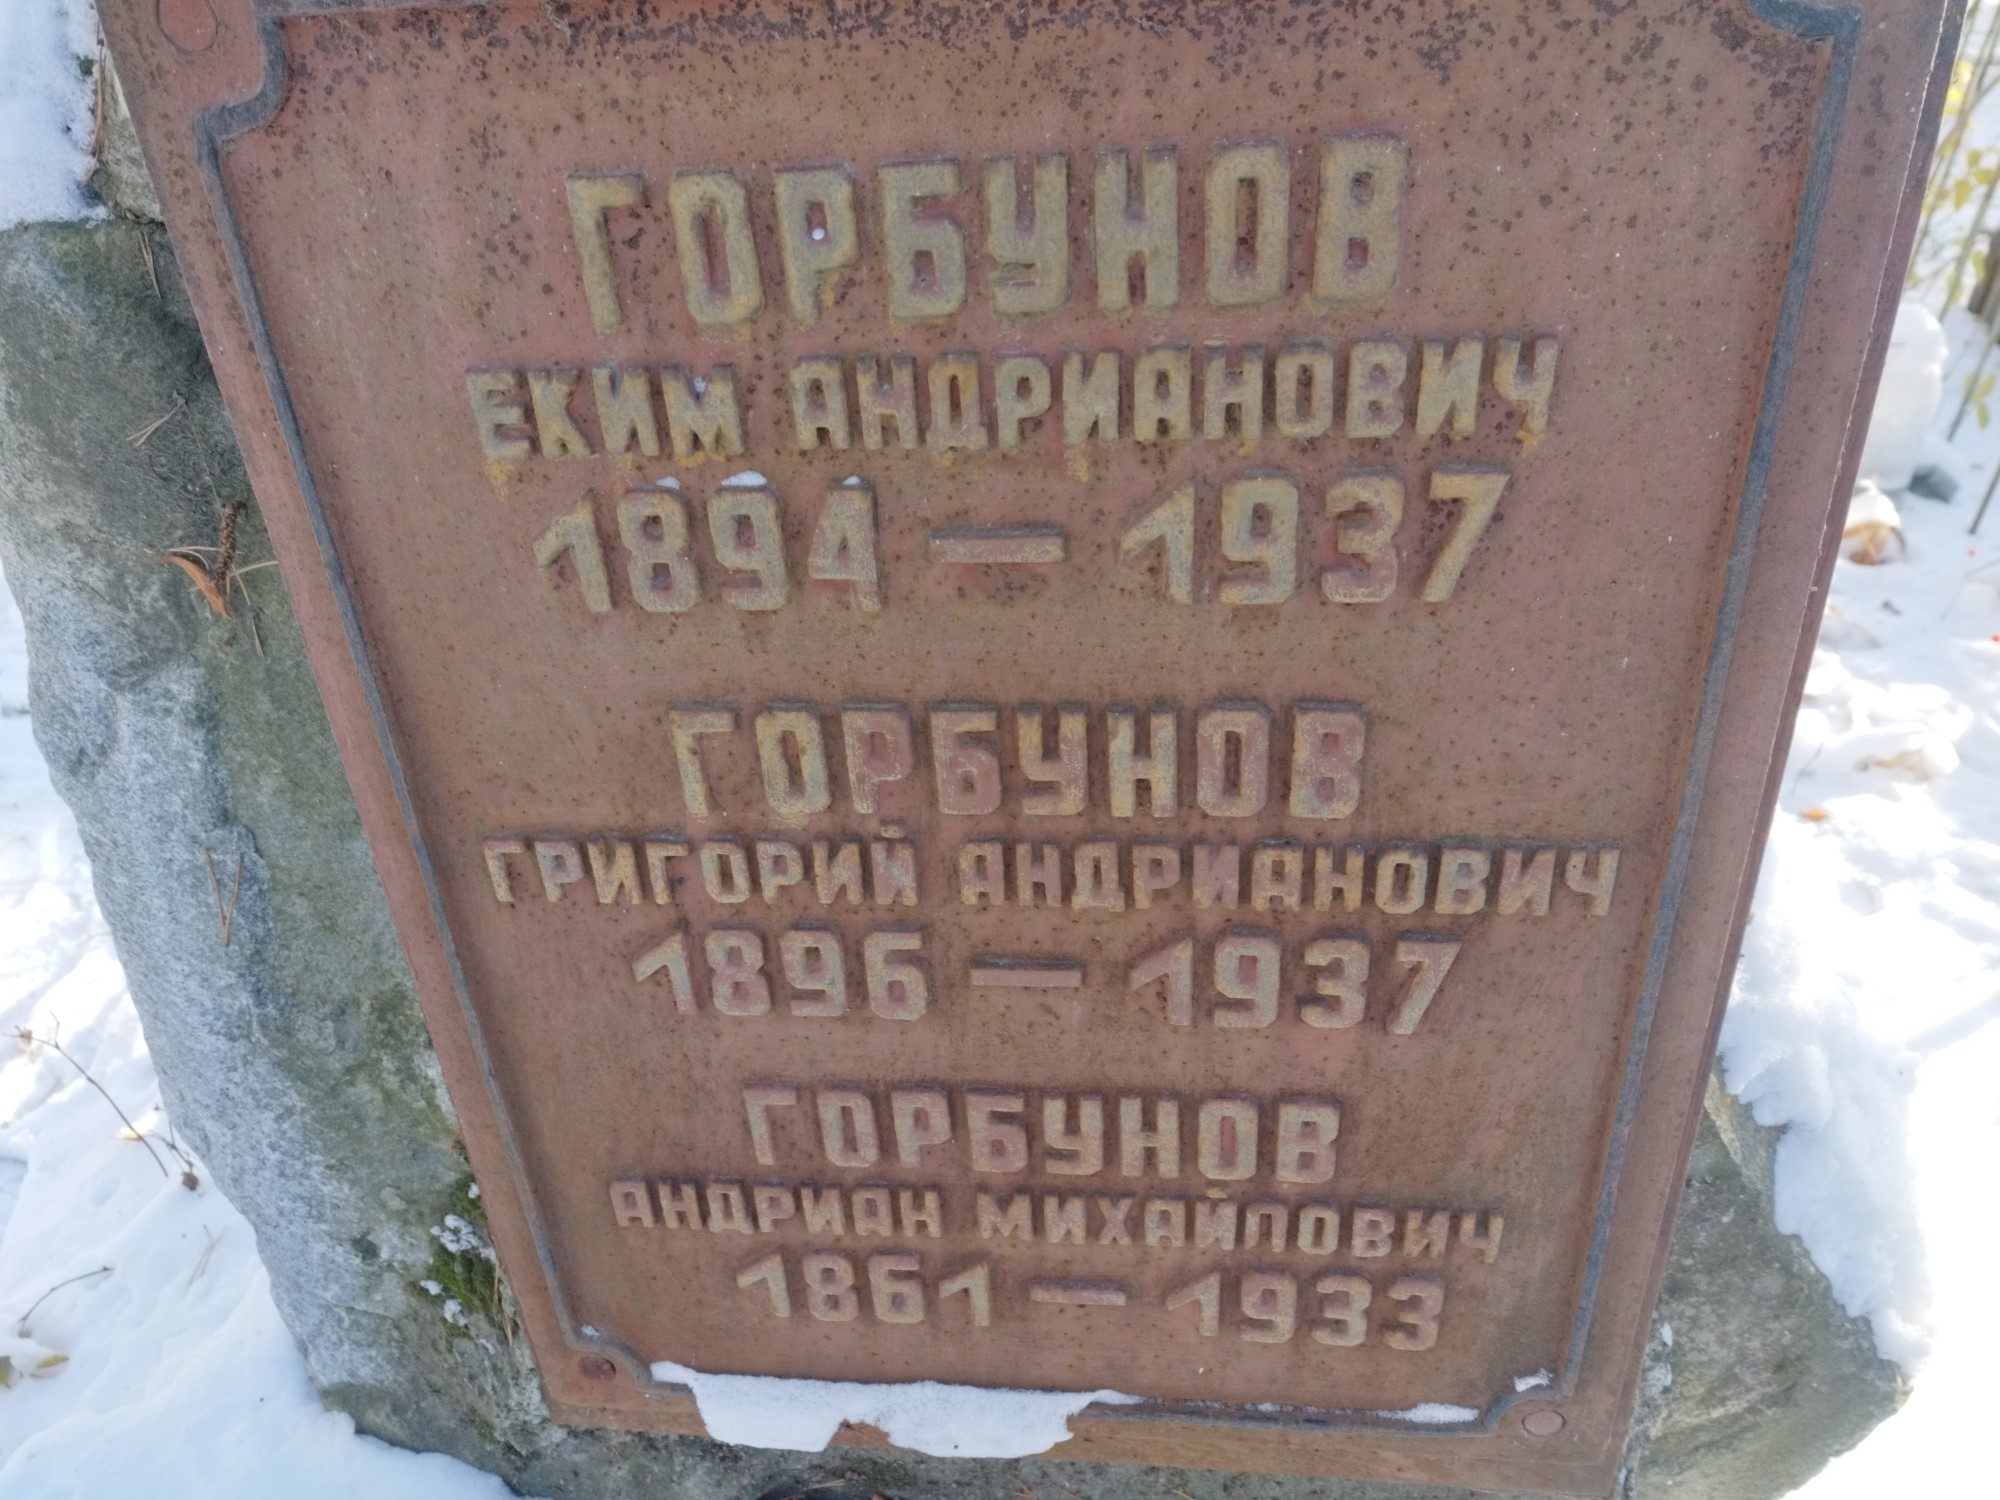 ГОРБУНОВ
ЕКИМ АНДРИАНОВИЧ
1894 — 1937
ГОРБУНОВ
ГРИГОРИЙ АНДРИАНОВИЧ
1896 — 1937
ГОРБУНОВ
АНДРИАН МИХАЙЛОВИЧ
1861 — 1933